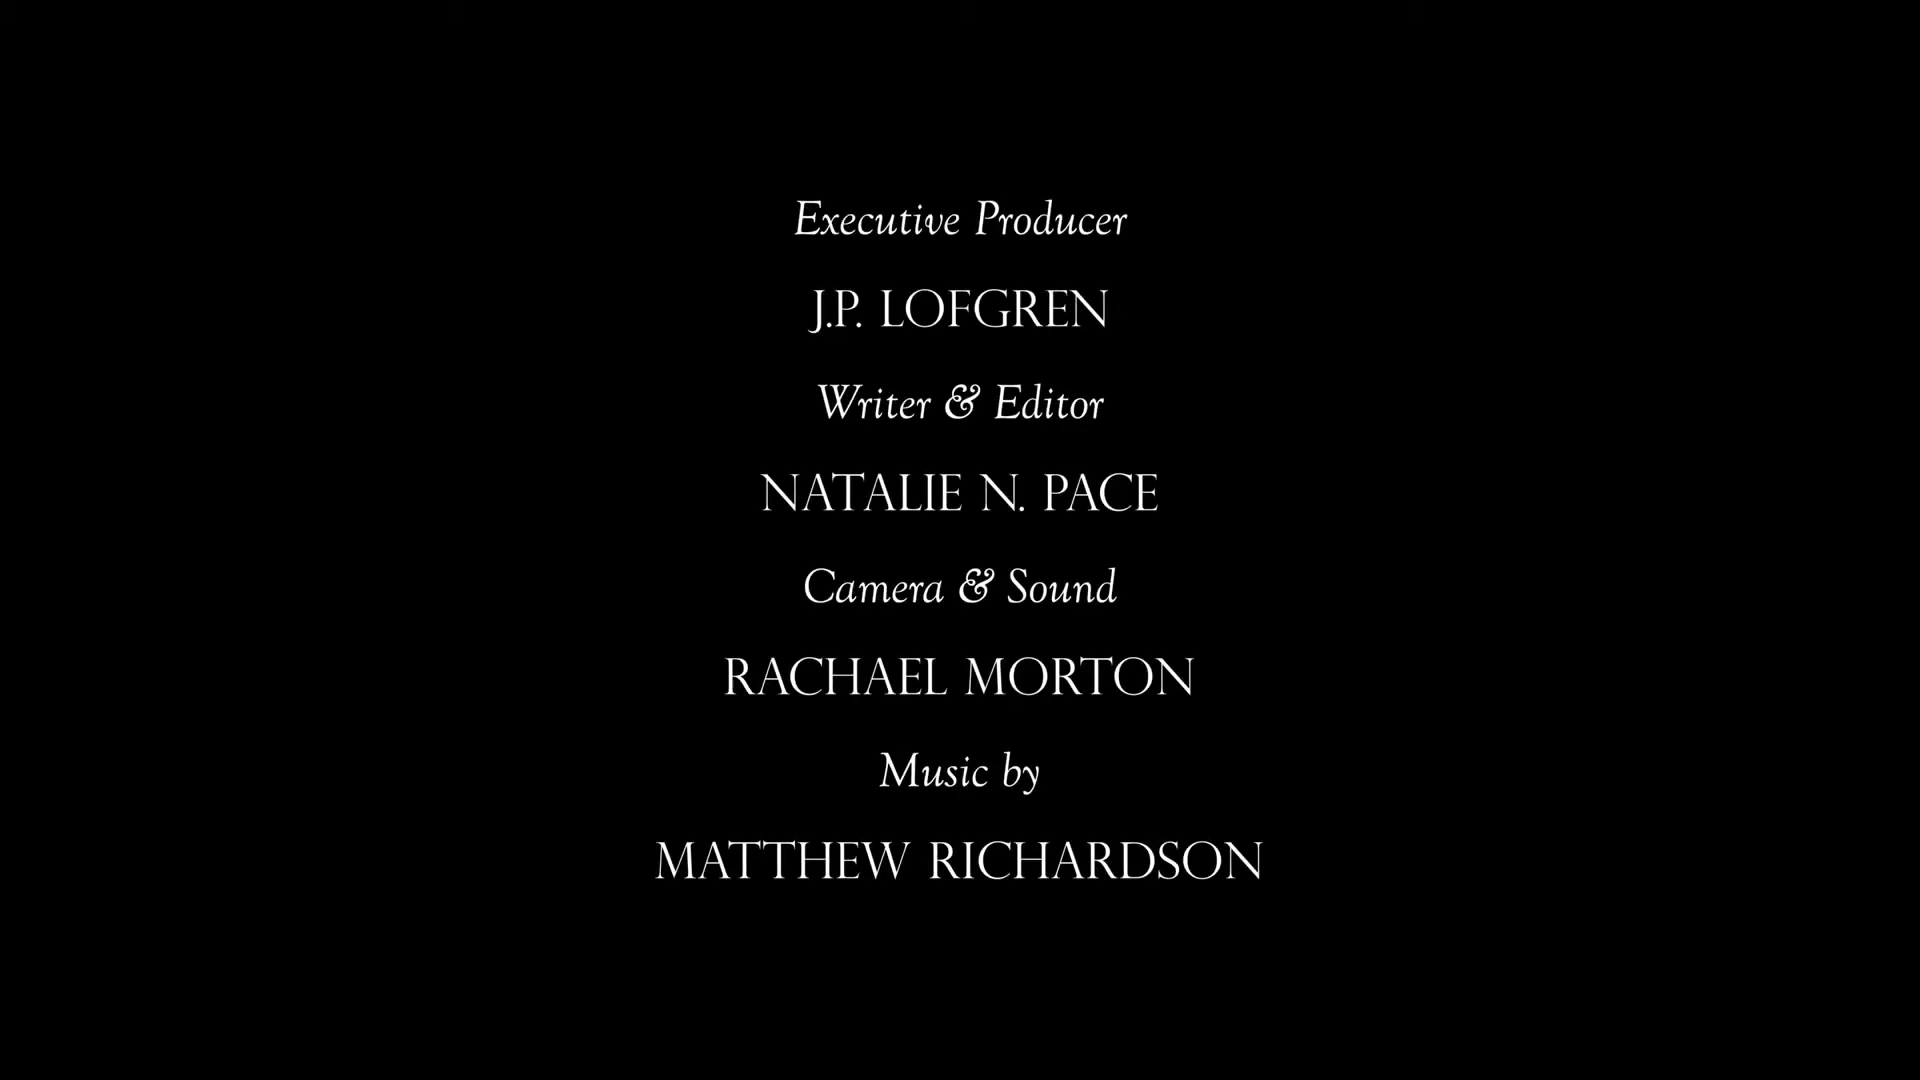 Executive Producer
J.P. LOFGREN
Writer & Editor
NATALIE N. PACE
Camera & Sound
RACHAEL MORTON
Music by
MATTHEW RICHARDSON